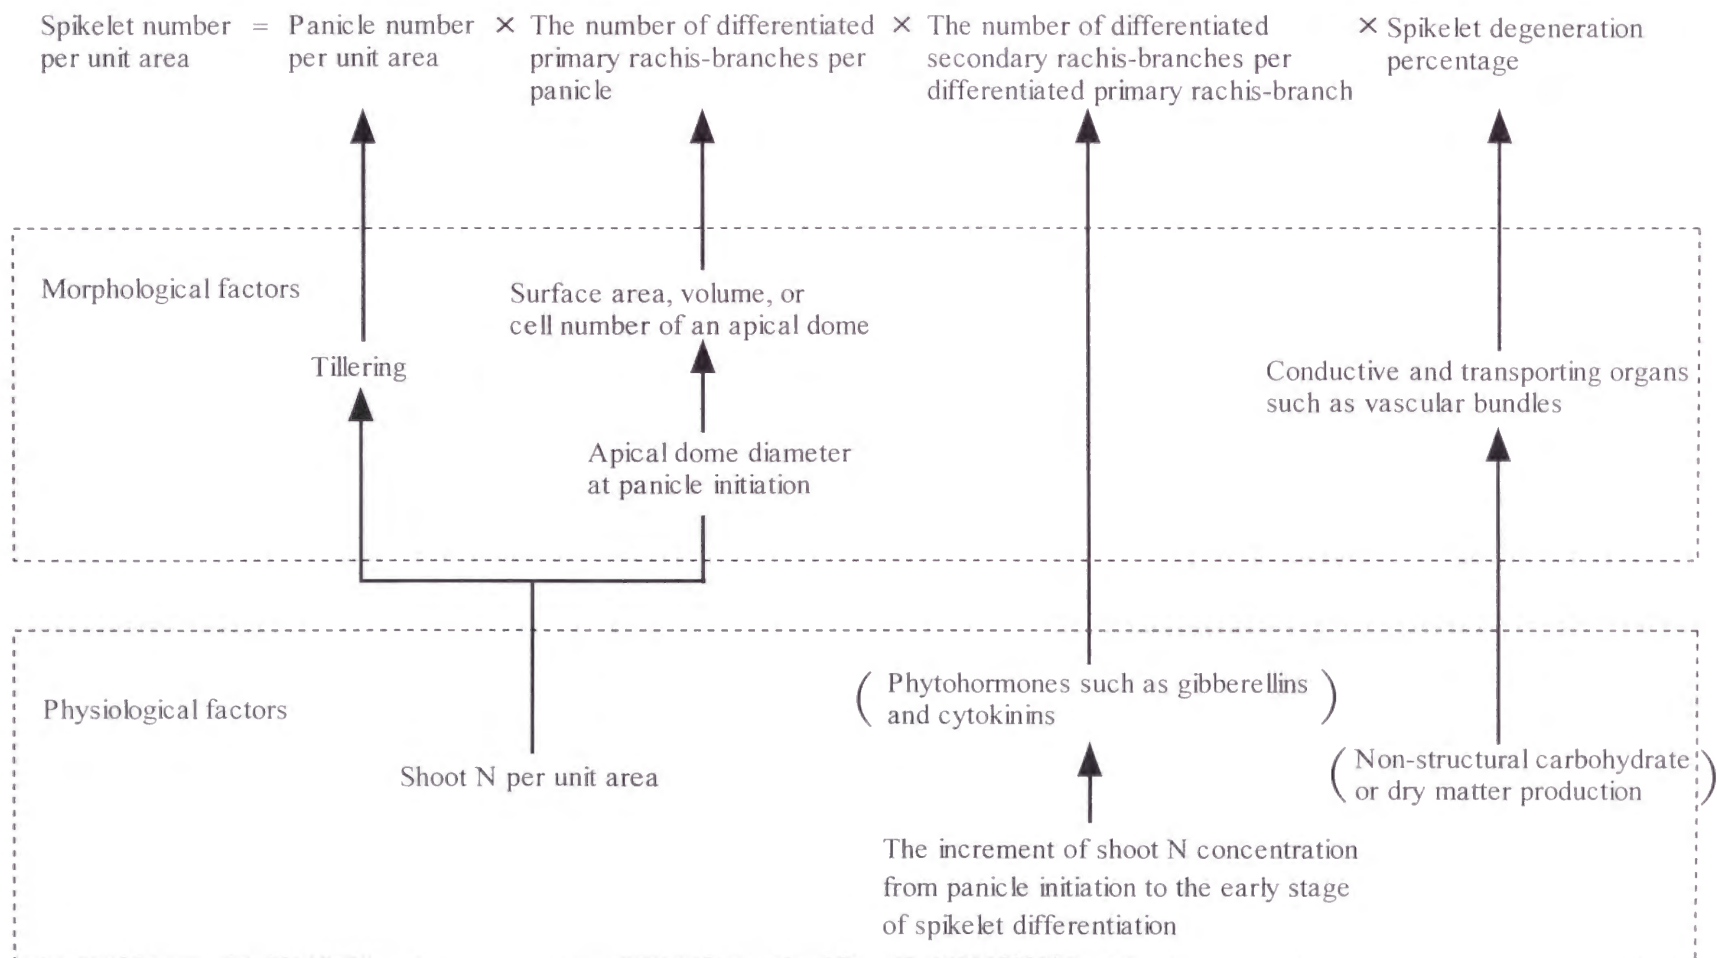 Spikelet number
per unit area
=
Panicle number
per unit area
×
The number of differentiated
primary rachis-branches per
panicle
×
The number of differentiated
secondary rachis-branches per
differentiated primary rachis-branch
×
Spikelet degeneration
percentage
Morphological factors
Tillering
Surface area, volume, or
cell number of an apical dome
Apical dome diameter
at panicle initiation
Conductive and transporting organs
such as vascular bundles
Physiological factors
Shoot N per unit area
( Phytohormones such as gibberellins
and cytokinins )
The increment of shoot N concentration
from panicle initiation to the early stage
of spikelet differentiation
( Non-structural carbohydrate
or dry matter production )